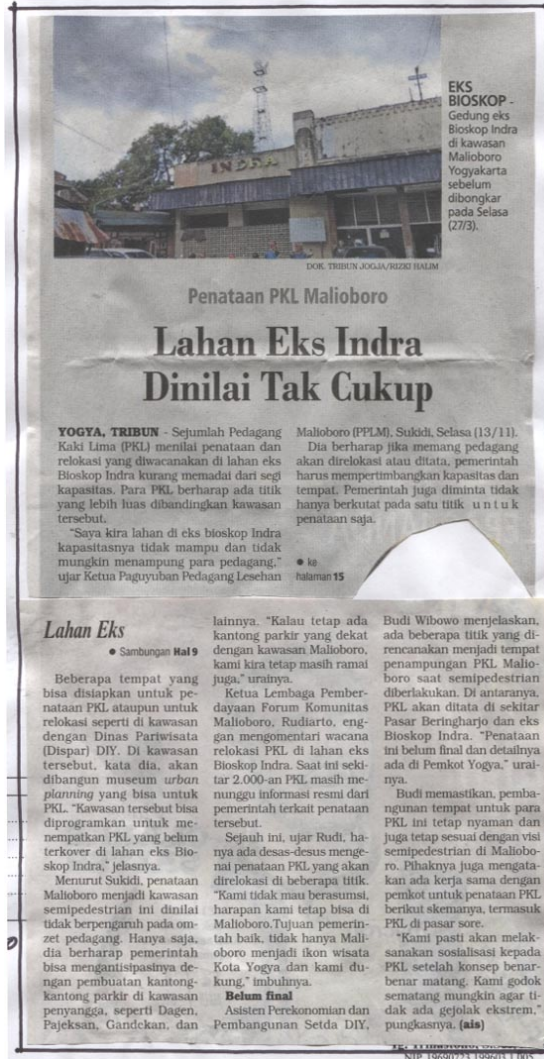 INDRA
EKS
BIOSKOP -
Gedung eks
Bioskop Indra
di kawasan
Malioboro
Yogyakarta
sebelum
dibongkar
pada Selasa
(27/3).
DOK. TRIBUN JOGJA/RIZKI HALIM
Penataan PKL Malioboro
Lahan Eks Indra
Dinilai Tak Cukup
YOGYA, TRIBUN - Sejumlah Pedagang
Kaki Lima (PKL) menilai penataan dan
relokasi yang diwacanakan di lahan eks
Bioskop Indra kurang memadai dari segi
kapasitas. Para PKL berharap ada titik
yang lebih luas dibandingkan kawasan
tersebut.
"Saya kira lahan di eks bioskop Indra
kapasitasnya tidak mampu dan tidak
mungkin menampung para pedagang,"
ujar Ketua Paguyuban Pedagang Lesehan
Malioboro (PPLM), Sukidi, Selasa (13/11).
Dia berharap jika memang pedagang
akan direlokasi atau ditata, pemerintah
harus mempertimbangkan kapasitas dan
tempat. Pemerintah juga diminta tidak
hanya berkutat pada satu titik untuk
penataan saja.
● ke
halaman 15
Lahan Eks
● Sambungan Hal 9
Beberapa tempat yang
bisa disiapkan untuk pe-
nataan PKL ataupun untuk
relokasi seperti di kawasan
dengan Dinas Pariwisata
(Dispar) DIY. Di kawasan
tersebut, kata dia, akan
dibangun museum urban
planning yang bisa untuk
PKL. "Kawasan tersebut bisa
diprogramkan untuk me-
nempatkan PKL yang belum
terkover di lahan eks Bio-
skop Indra," jelasnya.
Menurut Sukidi, penataan
Malioboro menjadi kawasan
semipedestrian ini dinilai
tidak berpengaruh pada om-
zet pedagang. Hanya saja,
dia berharap pemerintah
bisa mengantisipasinya de-
ngan pembuatan kantong-
kantong parkir di kawasan
penyangga, seperti Dagen,
Pajeksan, Gandekan, dan
lainnya. "Kalau tetap ada
kantong parkir yang dekat
dengan kawasan Malioboro,
kami kira tetap masih ramai
juga," urainya.
Ketua Lembaga Pember-
dayaan Forum Komunitas
Malioboro, Rudiarto, eng-
gan mengomentari wacana
relokasi PKL di lahan eks
Bioskop Indra. Saat ini seki-
tar 2.000-an PKL masih me-
nunggu informasi resmi dari
pemerintah terkait penataan
tersebut.
Sejauh ini, ujar Rudi, ha-
nya ada desas-desus menge-
nai penataan PKL yang akan
direlokasi di beberapa titik.
"Kami tidak mau berasumsi,
harapan kami tetap bisa di
Malioboro.Tujuan pemerin-
tah baik, tidak hanya Mali-
oboro menjadi ikon wisata
Kota Yogya dan kami du-
kung," imbuhnya.
Belum final
Asisten Perekonomian dan
Pembangunan Setda DIY,
Budi Wibowo menjelaskan,
ada beberapa titik yang di-
rencanakan menjadi tempat
penampungan PKL Malio-
boro saat semipedestrian
diberlakukan. Di antaranya,
PKL akan ditata di sekitar
Pasar Beringharjo dan eks
Bioskop Indra. "Penataan
ini belum final dan detailnya
ada di Pemkot Yogya," urai-
nya.
Budi memastikan, pemba-
ngunan tempat untuk para
PKL ini tetap nyaman dan
juga tetap sesuai dengan visi
semipedestrian di Maliobo-
ro. Pihaknya juga mengata-
kan ada kerja sama dengan
pemkot untuk penataan PKL
berikut skemanya, termasuk
PKL di pasar sore.
"Kami pasti akan melak-
sanakan sosialisasi kepada
PKL setelah konsep benar-
benar matang. Kami godok
sematang mungkin agar ti-
dak ada gejolak ekstrem,"
pungkasnya. (ais)